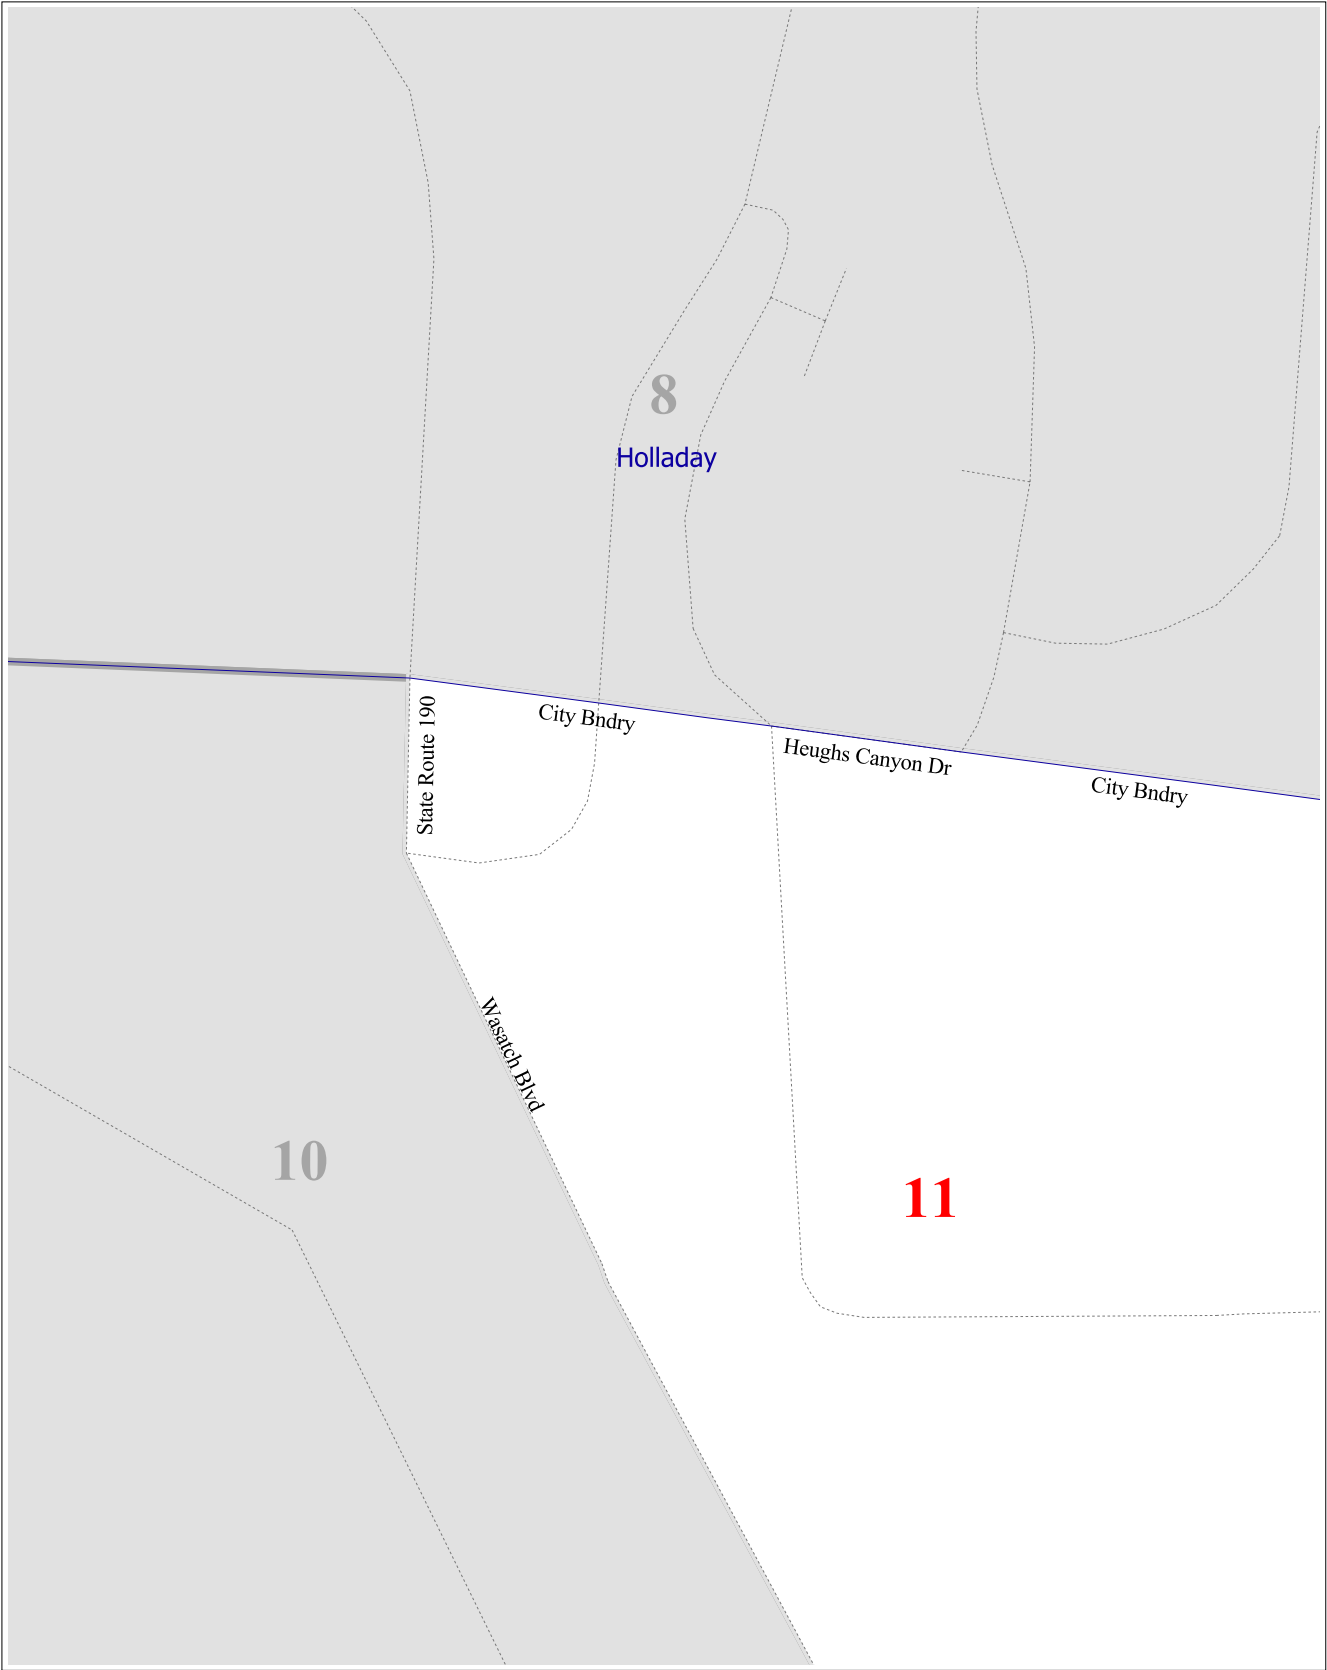 8
Holladay
State Route 190
City Bndry
Heughs Canyon Dr
City Bndry
Wasatch Blvd
10
11